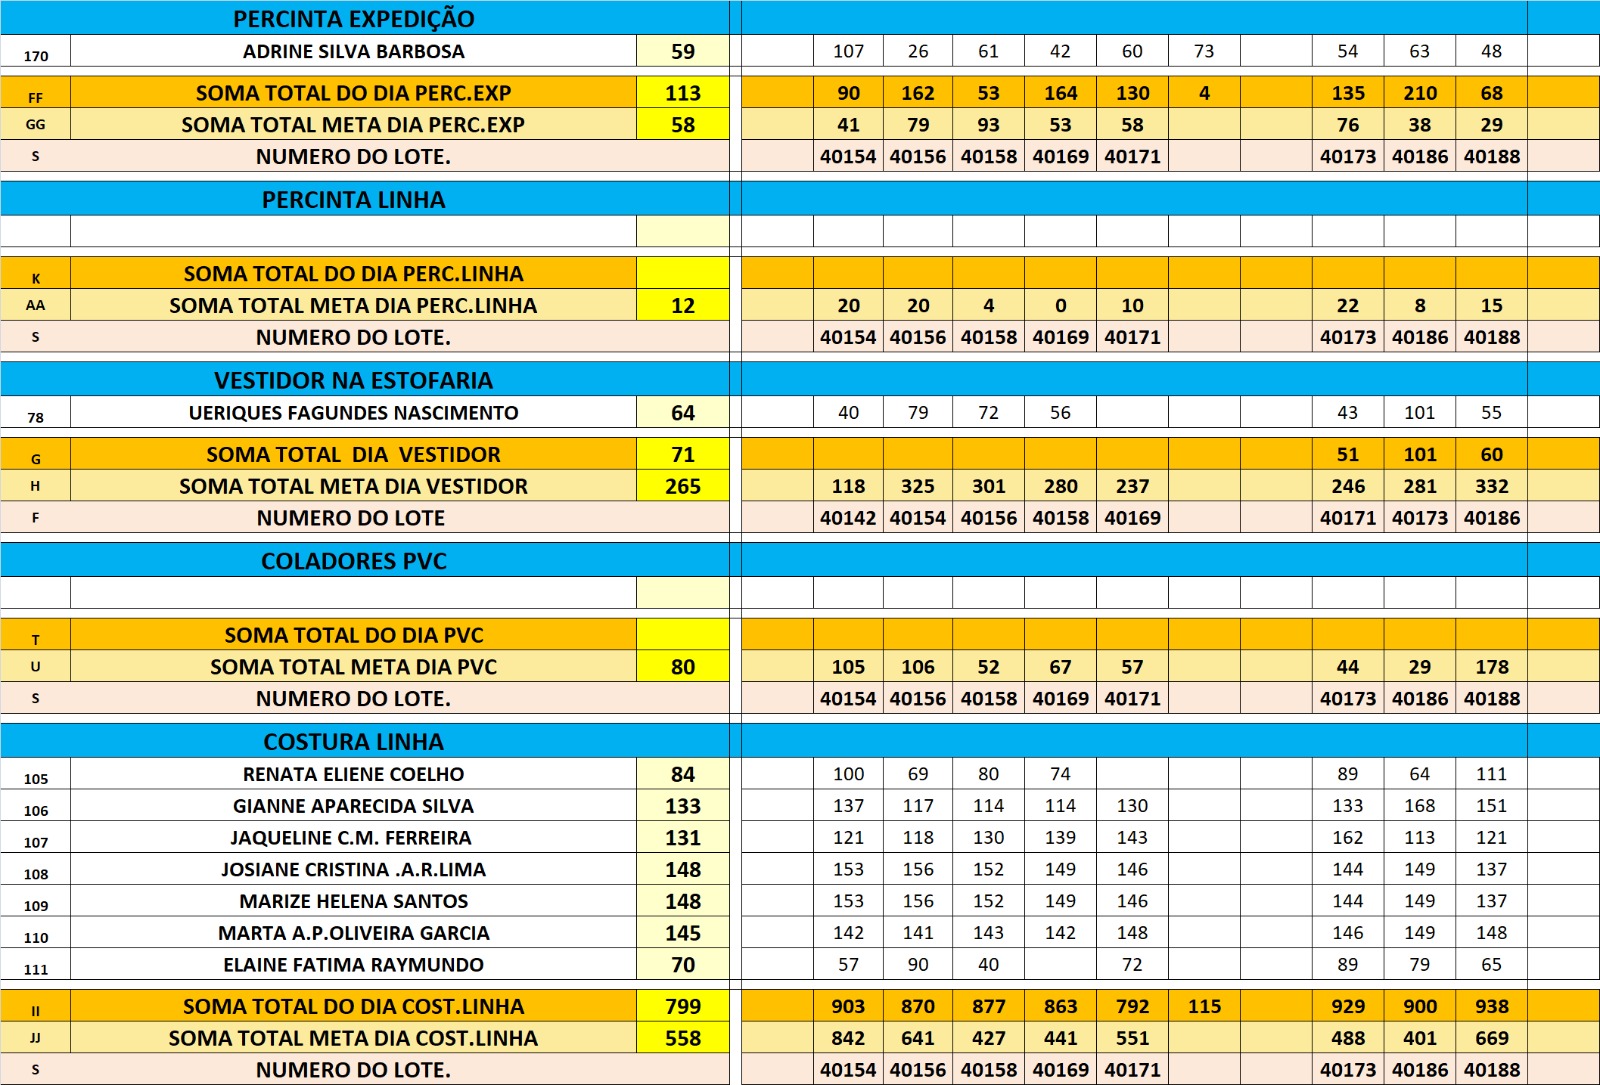 PERCINTA EXPEDIÇÃO
170 ADRINE SILVA BARBOSA 59 107 26 61 42 60 73 54 63 48
FF SOMA TOTAL DO DIA PERC.EXP 113 90 162 53 164 130 4 135 210 68
GG SOMA TOTAL META DIA PERC.EXP 58 41 79 93 53 58 76 38 29
S NUMERO DO LOTE. 40154 40156 40158 40169 40171 40173 40186 40188
PERCINTA LINHA
K SOMA TOTAL DO DIA PERC.LINHA
AA SOMA TOTAL META DIA PERC.LINHA 12 20 20 4 0 10 22 8 15
S NUMERO DO LOTE. 40154 40156 40158 40169 40171 40173 40186 40188
VESTIDOR NA ESTOFARIA
78 UERIQUES FAGUNDES NASCIMENTO 64 40 79 72 56 43 101 55
G SOMA TOTAL DIA VESTIDOR 71 51 101 60
H SOMA TOTAL META DIA VESTIDOR 265 118 325 301 280 237 246 281 332
F NUMERO DO LOTE 40142 40154 40156 40158 40169 40171 40173 40186
COLADORES PVC
T SOMA TOTAL DO DIA PVC
U SOMA TOTAL META DIA PVC 80 105 106 52 67 57 44 29 178
S NUMERO DO LOTE. 40154 40156 40158 40169 40171 40173 40186 40188
COSTURA LINHA
105 RENATA ELIENE COELHO 84 100 69 80 74 89 64 111
106 GIANNE APARECIDA SILVA 133 137 117 114 114 130 133 168 151
107 JAQUELINE C.M. FERREIRA 131 121 118 130 139 143 162 113 121
108 JOSIANE CRISTINA .A.R.LIMA 148 153 156 152 149 146 144 149 137
109 MARIZE HELENA SANTOS 148 153 156 152 149 146 144 149 137
110 MARTA A.P.OLIVEIRA GARCIA 145 142 141 143 142 148 146 149 148
111 ELAINE FATIMA RAYMUNDO 70 57 90 40 72 89 79 65
II SOMA TOTAL DO DIA COST.LINHA 799 903 870 877 863 792 115 929 900 938
JJ SOMA TOTAL META DIA COST.LINHA 558 842 641 427 441 551 488 401 669
S NUMERO DO LOTE. 40154 40156 40158 40169 40171 40173 40186 40188